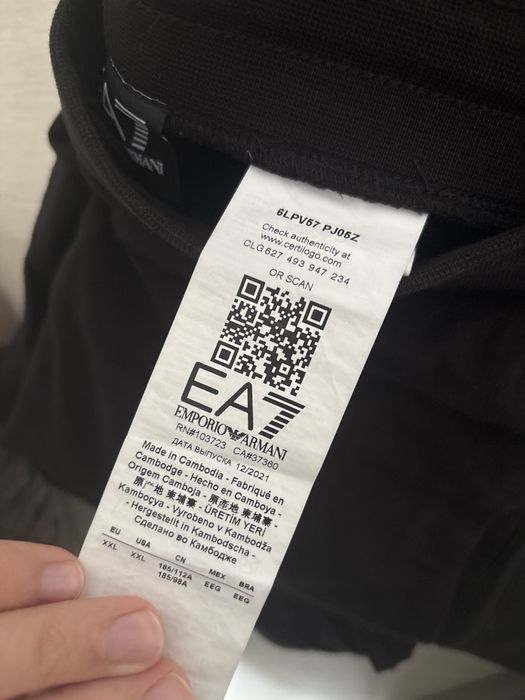 A7
ARMANI
6LPV57 PJ05Z
Check authenticity at
www.certilogo.com
CLG 627 493 947 234
OR SCAN
EA7
EMPORIO ARMANI
RN#103723 CA#37360
ДАТА ВЫПУСКА 12/2021
Made in Cambodia - Fabriqué en
Cambodge - Hecho en Camboya -
Origem Camboja - 原产地 柬埔寨 -
原產地 柬埔寨 - ÜRETİM YERİ
Kamboçya - Vyrobeno v Kambodža
- Hergestellt in Kambodscha -
Сделано во Камбодже
EU USA CN MEX BRA
XXL XXL 185/112A EEG EEG
185/98A